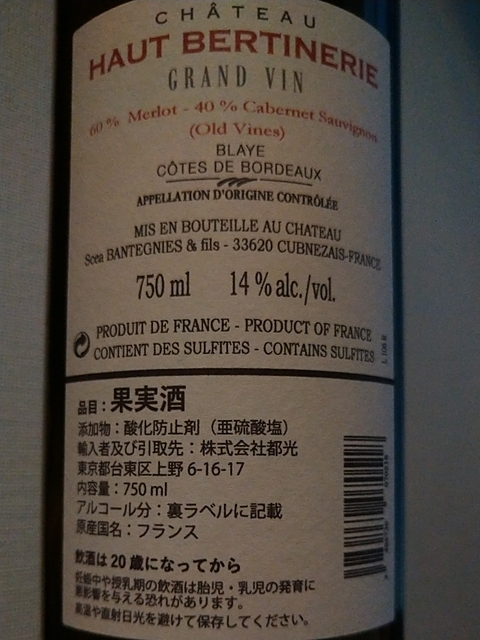 CHÂTEAU
HAUT BERTINERIE
GRAND VIN
60 % Merlot - 40 % Cabernet Sauvignon
(Old Vines)
BLAYE
CÔTES DE BORDEAUX
APPELLATION D'ORIGINE CONTRÔLÉE
MIS EN BOUTEILLE AU CHATEAU
Scea BANTEGNIES & fils - 33620 CUBNEZAIS-FRANCE
750 ml 14 % alc./vol.
PRODUIT DE FRANCE - PRODUCT OF FRANCE
CONTIENT DES SULFITES - CONTAINS SULFITES
品目：果実酒
添加物：酸化防止剤（亜硫酸塩）
輸入者及び引取先：株式会社都光
東京都台東区上野 6-16-17
内容量：750 ml
アルコール分：裏ラベルに記載
原産国名：フランス
飲酒は 20 歳になってから
妊娠中や授乳期の飲酒は胎児・乳児の発育に
悪影響を与える恐れがあります。
高温や直射日光を避けて保存してください。